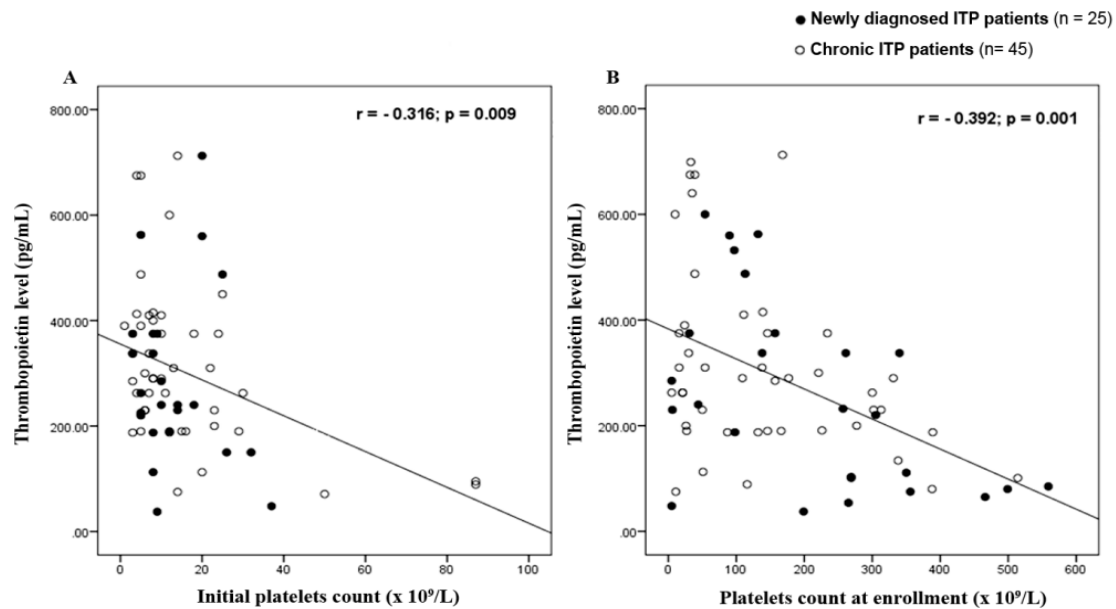 ● Newly diagnosed ITP patients (n = 25)
○ Chronic ITP patients (n= 45)
A
r = - 0.316; p = 0.009
800.00
600.00
400.00
200.00
.00
Thrombopoietin level (pg/mL)
0 20 40 60 80 100
Initial platelets count (x 10⁹/L)
B
r = - 0.392; p = 0.001
800.00
600.00
400.00
200.00
.00
Thrombopoietin level (pg/mL)
0 100 200 300 400 500 600
Platelets count at enrollment (x 10⁹/L)